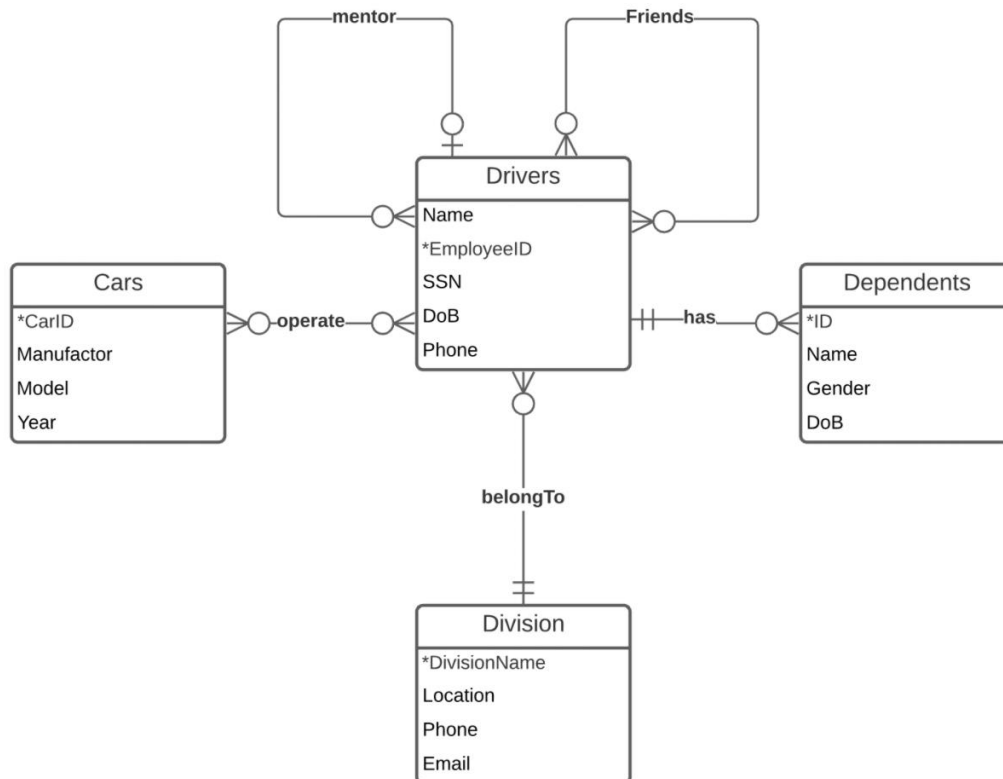 mentor
Friends
Drivers
Name
*EmployeeID
SSN
DoB
Phone
Cars
*CarID
Manufactor
Model
Year
operate
has
Dependents
*ID
Name
Gender
DoB
belongTo
Division
*DivisionName
Location
Phone
Email